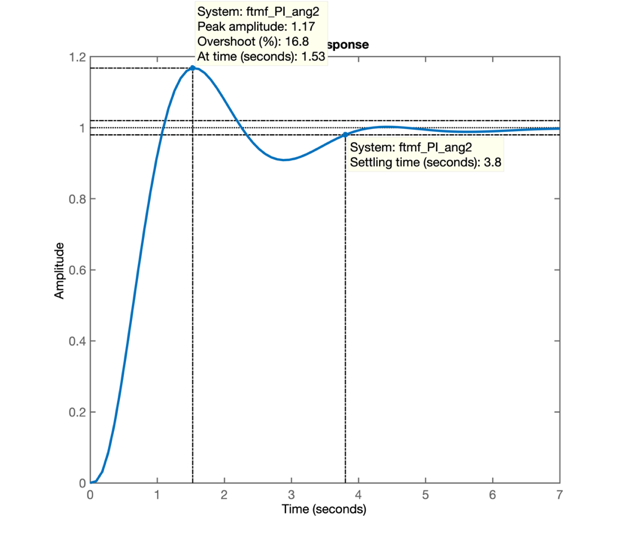 System: ftmf_PI_ang2
Peak amplitude: 1.17
Overshoot (%): 16.8
At time (seconds): 1.53
sponse
1.2
1
System: ftmf_PI_ang2
Settling time (seconds): 3.8
0.8
0.6
0.4
0.2
0
Amplitude
0 1 2 3 4 5 6 7
Time (seconds)